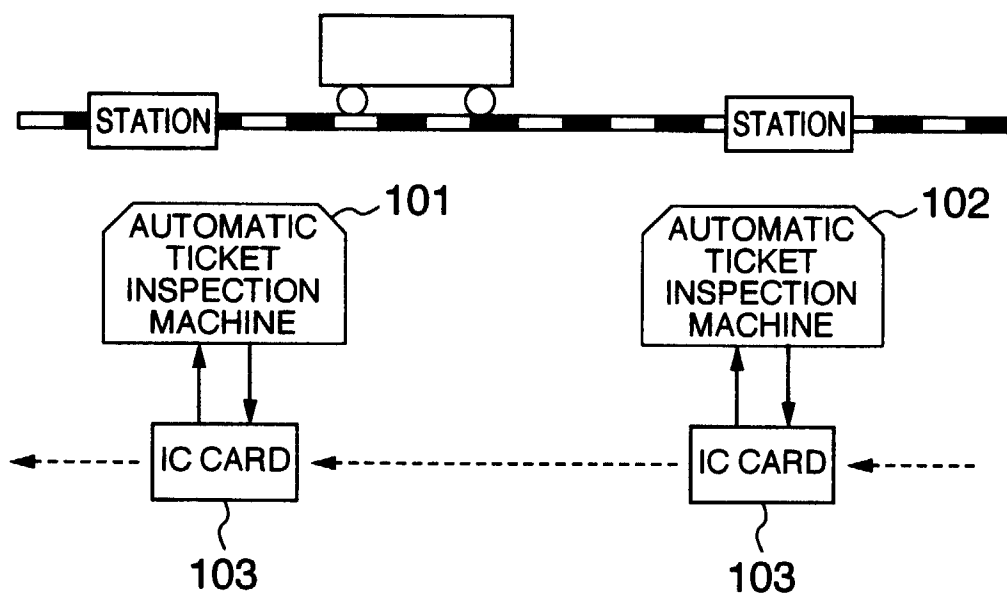 STATION
STATION
101
AUTOMATIC
TICKET
INSPECTION
MACHINE
102
AUTOMATIC
TICKET
INSPECTION
MACHINE
IC CARD
IC CARD
103
103